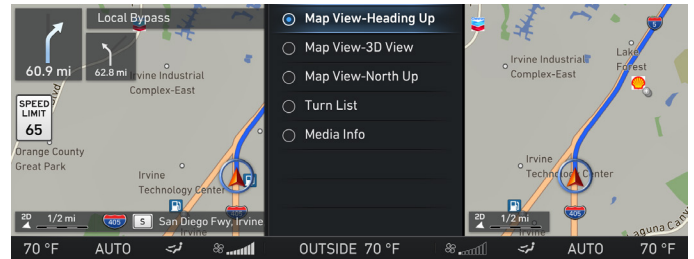 Local Bypass
60.9 mi
62.8 mi
Irvine Industrial
Complex-East
SPEED
LIMIT
65
Orange County
Great Park
Irvine
Technology Center
2D
1/2 mi
405
S
San Diego Fwy, Irvine
Map View-Heading Up
Map View-3D View
Map View-North Up
Turn List
Media Info
5
Lake
Forest
Irvine Industrial
Complex-East
Irvine
Technology Center
2D
1/2 mi
405
Laguna Cany
70 °F
AUTO
OUTSIDE 70 °F
AUTO
70 °F